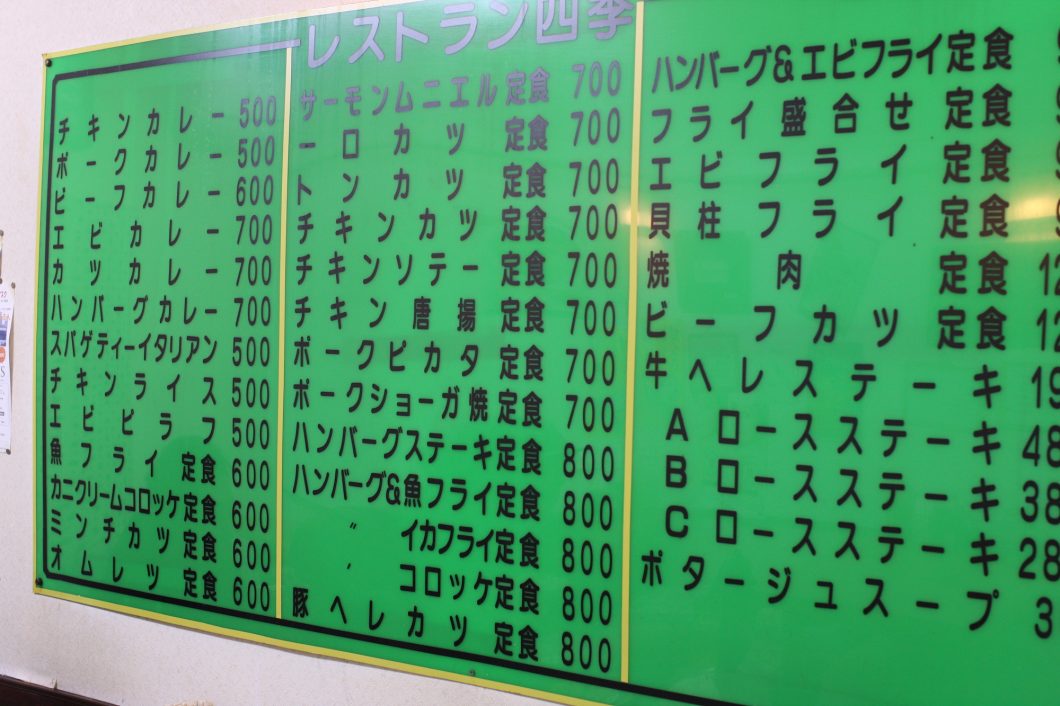 レストラン四季
チキンカレー 500
ポークカレー 500
ビーフカレー 600
エビカレー 700
カツカレー 700
ハンバーグカレー 700
スパゲティーイタリアン 500
チキンライス 500
エビピラフ 500
魚フライ定食 600
カニクリームコロッケ定食 600
ミンチカツ定食 600
オムレツ定食 600
サーモンムニエル定食 700
一口カツ定食 700
トンカツ定食 700
チキンカツ定食 700
チキンソテー定食 700
チキン唐揚定食 700
ポークピカタ定食 700
ポークショーガ焼定食 700
ハンバーグステーキ定食 800
ハンバーグ&魚フライ定食 800
〃 イカフライ定食 800
〃 コロッケ定食 800
豚ヘレカツ定食 800
ハンバーグ&エビフライ定食
フライ盛合せ定食
エビフライ定食
貝柱フライ定食
焼肉定食 12
ビーフカツ定食 12
牛ヘレステーキ 19
Aロースステーキ 48
Bロースステーキ 38
Cロースステーキ 28
ポタージュスープ 3